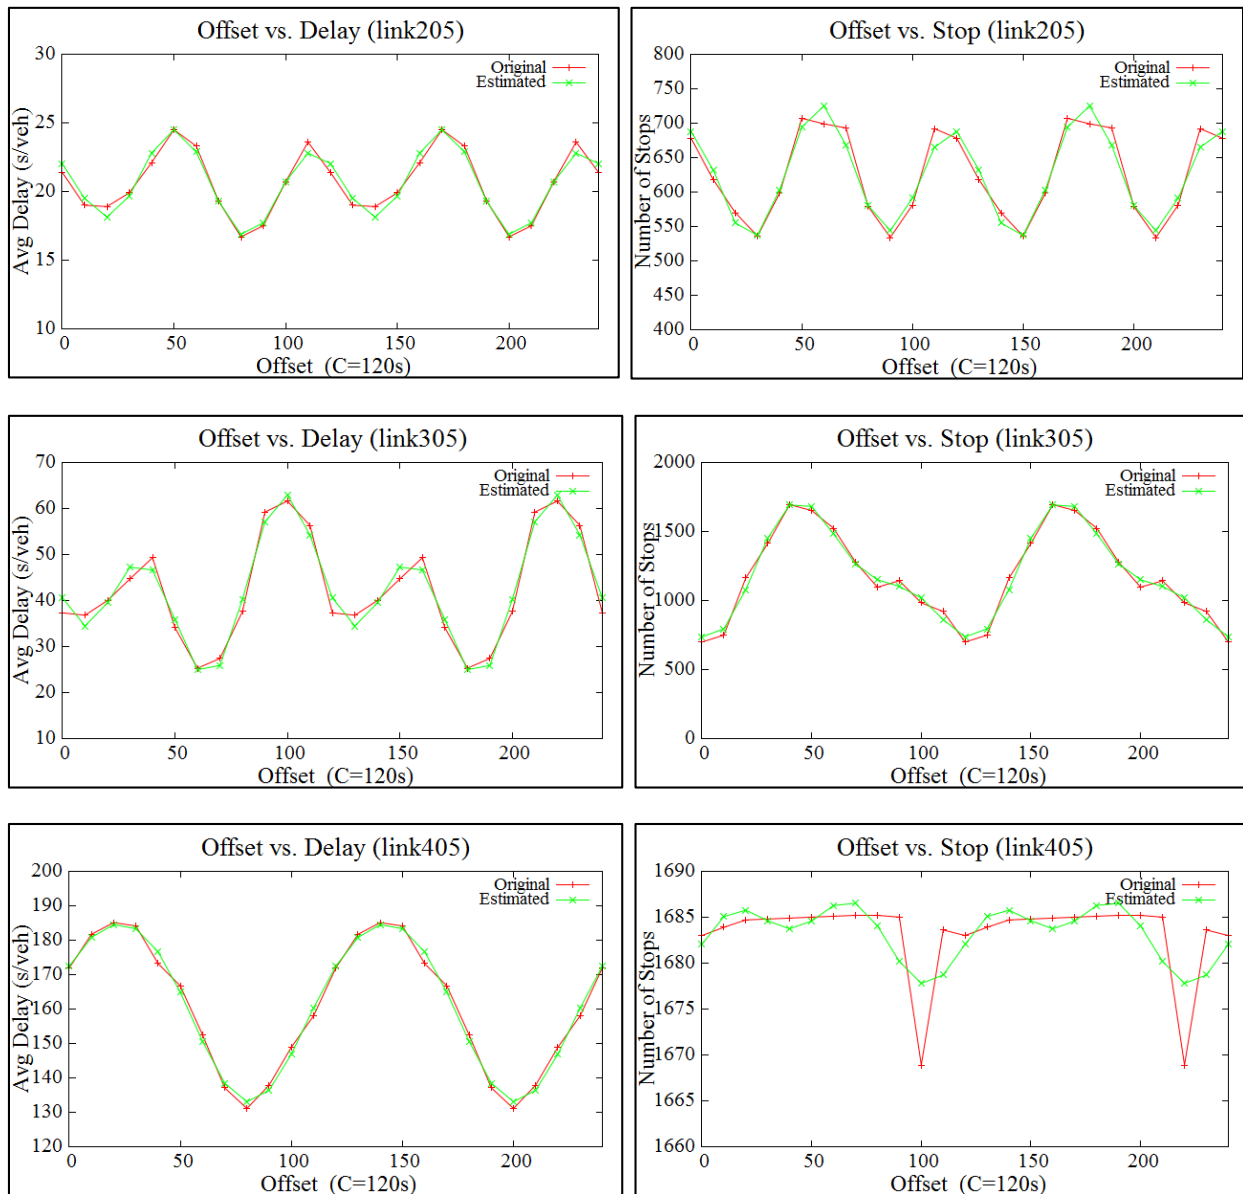 Offset vs. Delay (link205)
30
25
20
15
10
Avg Delay (s/veh)
Original
Estimated
0 50 100 150 200
Offset (C=120s)
Offset vs. Stop (link205)
800
750
700
650
600
550
500
450
400
Number of Stops
Original
Estimated
0 50 100 150 200
Offset (C=120s)
Offset vs. Delay (link305)
70
60
50
40
30
20
10
Avg Delay (s/veh)
Original
Estimated
0 50 100 150 200
Offset (C=120s)
Offset vs. Stop (link305)
2000
1500
1000
500
0
Number of Stops
Original
Estimated
0 50 100 150 200
Offset (C=120s)
Offset vs. Delay (link405)
200
190
180
170
160
150
140
130
120
Avg Delay (s/veh)
Original
Estimated
0 50 100 150 200
Offset (C=120s)
Offset vs. Stop (link405)
1690
1685
1680
1675
1670
1665
1660
Number of Stops
Original
Estimated
0 50 100 150 200
Offset (C=120s)